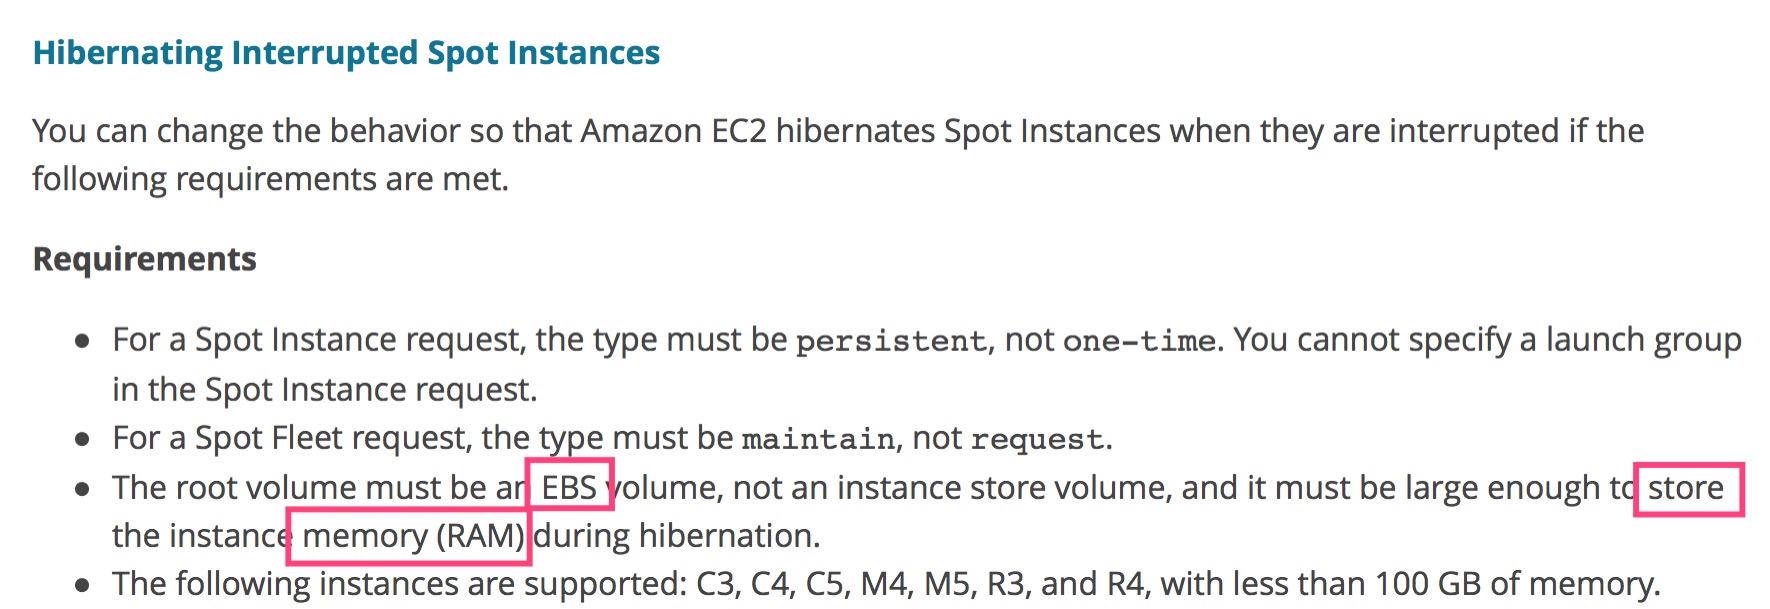 Hibernating Interrupted Spot Instances
You can change the behavior so that Amazon EC2 hibernates Spot Instances when they are interrupted if the
following requirements are met.
Requirements
• For a Spot Instance request, the type must be persistent, not one-time. You cannot specify a launch group
in the Spot Instance request.
• For a Spot Fleet request, the type must be maintain, not request.
• The root volume must be an EBS volume, not an instance store volume, and it must be large enough to store
the instance memory (RAM) during hibernation.
• The following instances are supported: C3, C4, C5, M4, M5, R3, and R4, with less than 100 GB of memory.